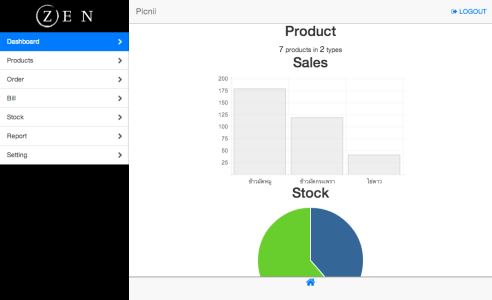 ZEN
Picnii
LOGOUT
Dashboard
Products
Order
Bill
Stock
Report
Setting
Product
7 products in 2 types
Sales
200
175
150
125
100
75
50
25
ข้าวผัดหมู
ข้าวผัดกระเพรา
ไข่ดาว
Stock